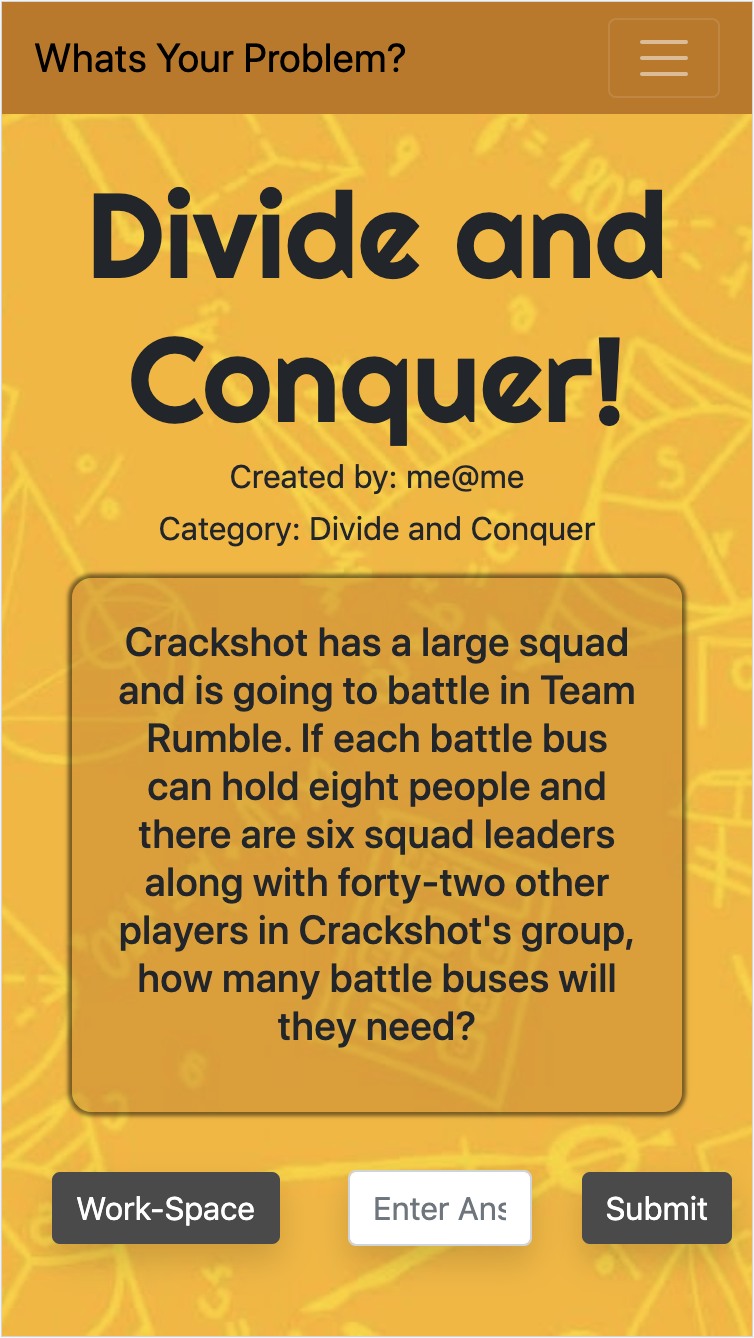 Whats Your Problem?
Divide and
Conquer!
Created by: me@me
Category: Divide and Conquer
Crackshot has a large squad
and is going to battle in Team
Rumble. If each battle bus
can hold eight people and
there are six squad leaders
along with forty-two other
players in Crackshot's group,
how many battle buses will
they need?
Work-Space
Enter Ans
Submit